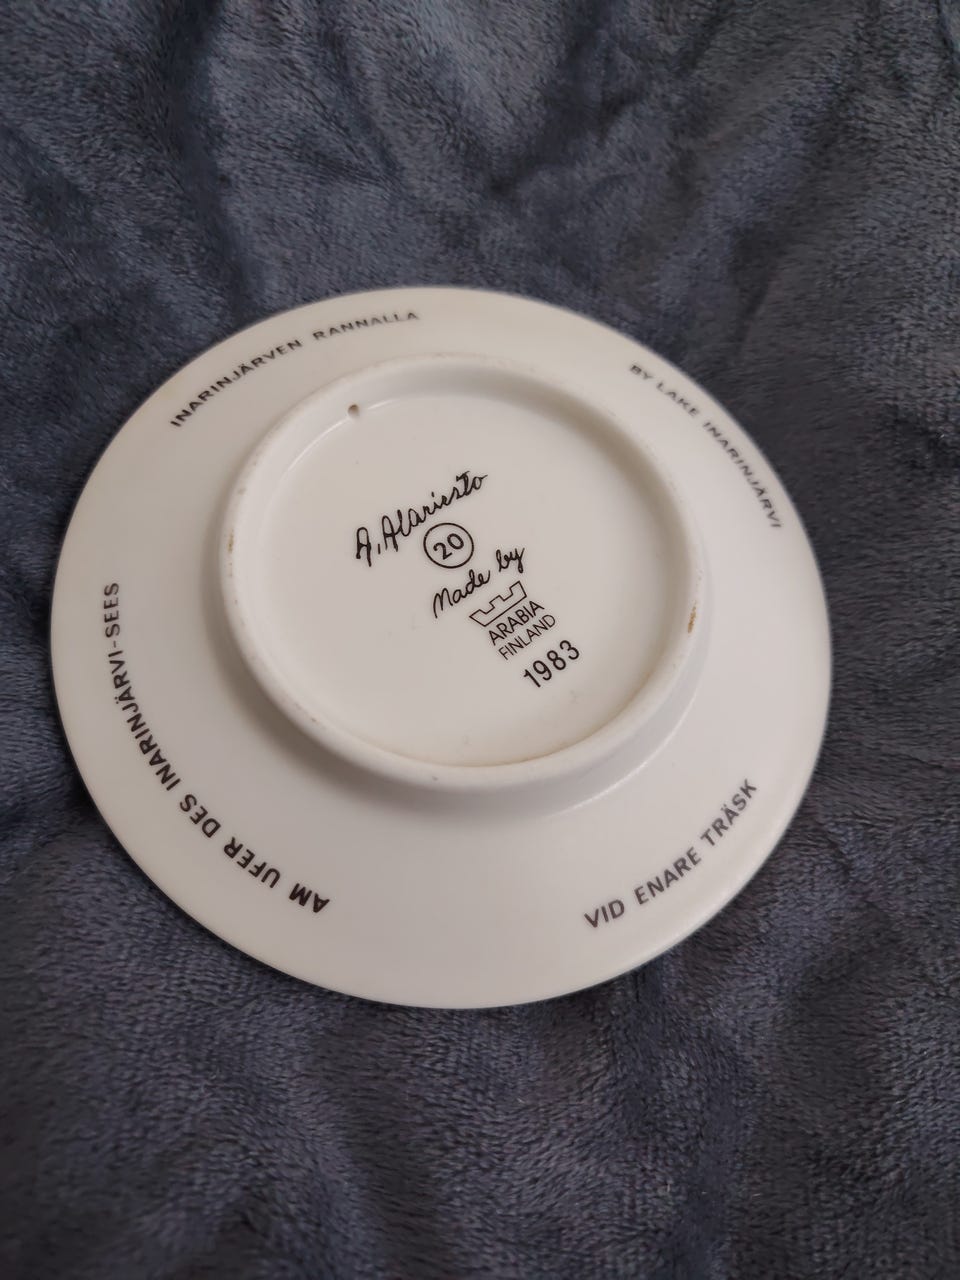 INARINJÄRVEN RANNALLA
BY LAKE INARINJÄRVI
A. Alariesto
20
Made by
ARABIA
FINLAND
1983
AM UFER DES INARINJÄRVI-SEES
VID ENARE TRÄSK